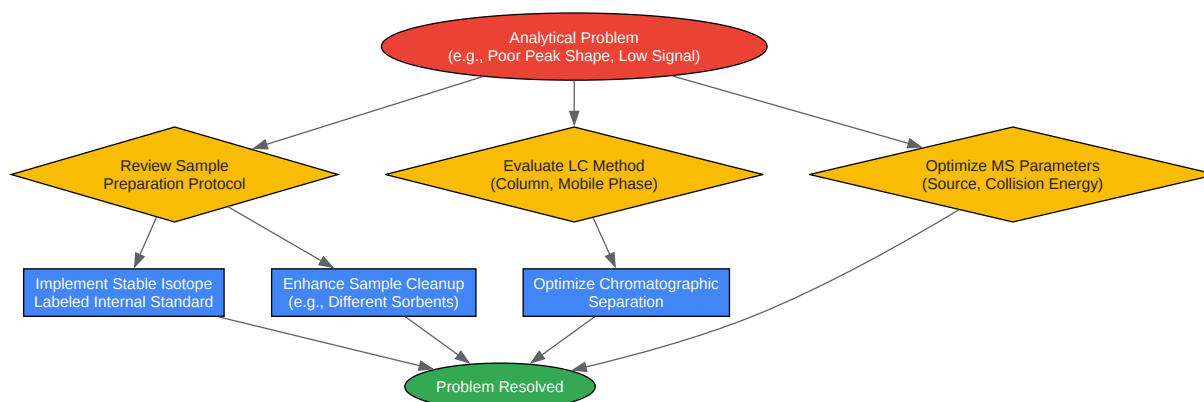 Analytical Problem
(e.g., Poor Peak Shape, Low Signal)
Review Sample
Preparation Protocol
Evaluate LC Method
(Column, Mobile Phase)
Optimize MS Parameters
(Source, Collision Energy)
Implement Stable Isotope
Labeled Internal Standard
Enhance Sample Cleanup
(e.g., Different Sorbents)
Optimize Chromatographic
Separation
Problem Resolved